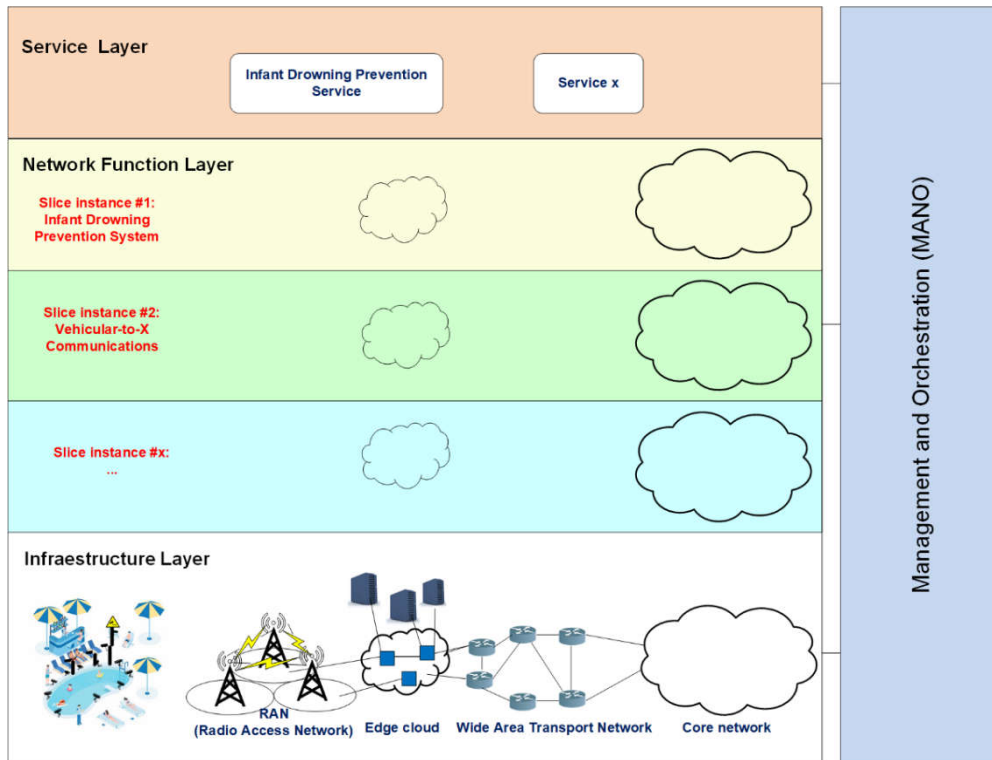 Service Layer
Infant Drowning Prevention
Service
Service x
Network Function Layer
Slice instance #1:
Infant Drowning
Prevention System
Slice instance #2:
Vehicular-to-X
Communications
Slice instance #x:
...
Infraestructure Layer
RAN
(Radio Access Network)
Edge cloud
Wide Area Transport Network
Core network
Management and Orchestration (MANO)